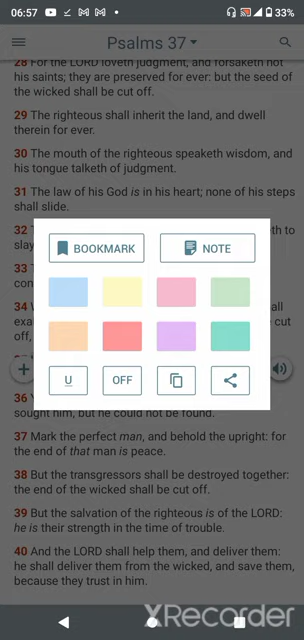 06:57
33%
Psalms 37
28 For the LORD loveth judgment, and forsaketh not
his saints; they are preserved for ever: but the seed of
the wicked shall be cut off.
29 The righteous shall inherit the land, and dwell
therein for ever.
30 The mouth of the righteous speaketh wisdom, and
his tongue talketh of judgment.
31 The law of his God is in his heart; none of his steps
shall slide.
32
to
slay
BOOKMARK
NOTE
33
34
all
cut
off,
U
OFF
36
sought him, but he could not be found.
37 Mark the perfect man, and behold the upright: for
the end of that man is peace.
38 But the transgressors shall be destroyed together:
the end of the wicked shall be cut off.
39 But the salvation of the righteous is of the LORD:
he is their strength in the time of trouble.
40 And the LORD shall help them, and deliver them:
he shall deliver them from the wicked, and save them,
because they trust in him.
XRecorder